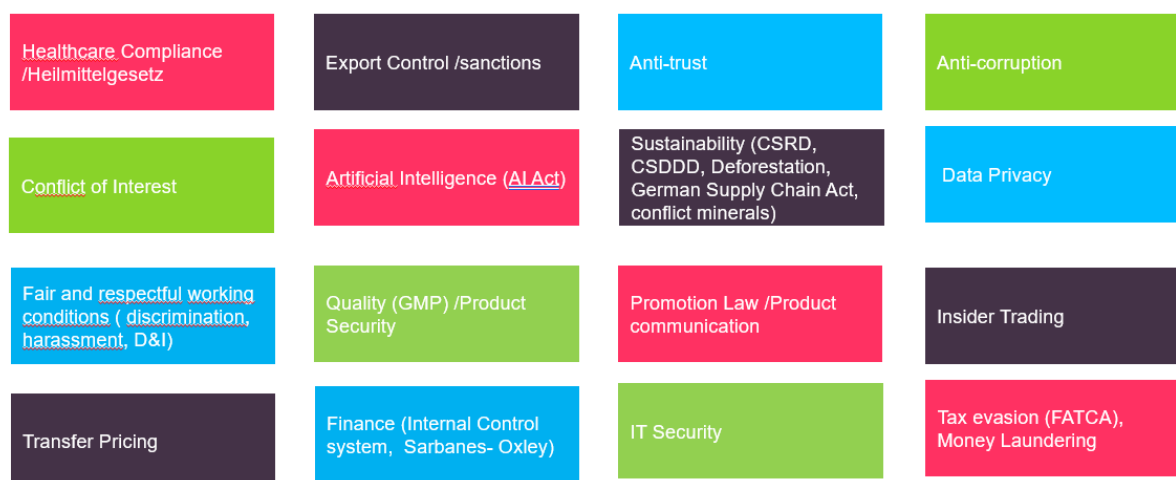 Healthcare Compliance
/Heilmittelgesetz
Export Control /sanctions
Anti-trust
Anti-corruption
Conflict of Interest
Artificial Intelligence (AI Act)
Sustainability (CSRD,
CSDDD, Deforestation,
German Supply Chain Act,
conflict minerals)
Data Privacy
Fair and respectful working
conditions ( discrimination,
harassment, D&I)
Quality (GMP) /Product
Security
Promotion Law /Product
communication
Insider Trading
Transfer Pricing
Finance (Internal Control
system,  Sarbanes- Oxley)
IT Security
Tax evasion (FATCA),
Money Laundering